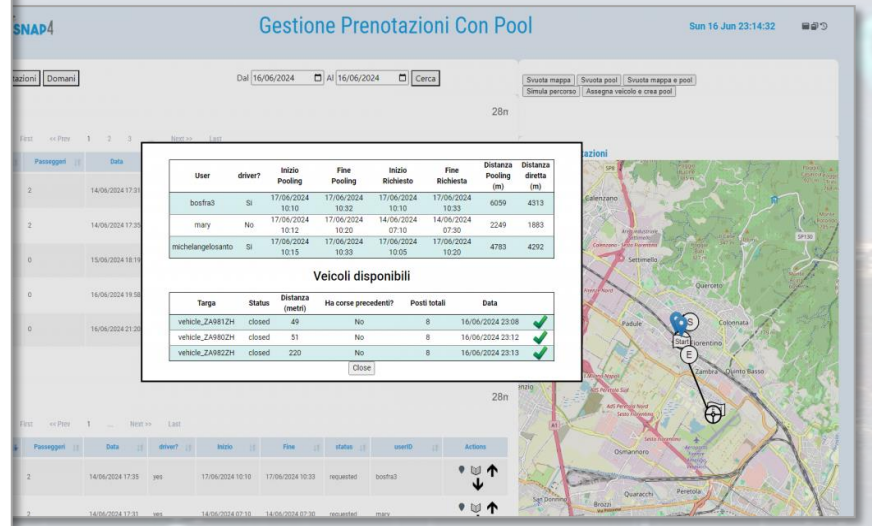 SNAP4
Gestione Prenotazioni Con Pool
Sun 16 Jun 23:14:32
tazioni Domani
Dal 16/06/2024 Al 16/06/2024 Cerca
Svuota mappa Svuota pool Svuota mappa e pool
Simula percorso Assegna veicolo e crea pool
28n
First << Prev 1 2 3 ... Next >> Last
Passeggeri Data
2 14/06/2024 17:31
2 14/06/2024 17:35
0 15/06/2024 18:19
0 16/06/2024 19:58
0 16/06/2024 21:20
User driver? Inizio Pooling Fine Pooling Inizio Richiesto Fine Richiesta Distanza Pooling (m) Distanza diretta (m)
bosfra3 Si 17/06/2024 10:10 17/06/2024 10:32 17/06/2024 10:10 17/06/2024 10:33 6059 4313
mary No 17/06/2024 10:12 17/06/2024 10:20 14/06/2024 07:10 14/06/2024 07:30 2249 1883
michelangelosanto Si 17/06/2024 10:15 17/06/2024 10:33 17/06/2024 10:05 17/06/2024 10:20 4783 4292
Veicoli disponibili
Targa Status Distanza (metri) Ha corse precedenti? Posti totali Data
vehicle_ZA981ZH closed 49 No 8 16/06/2024 23:08
vehicle_ZA980ZH closed 51 No 8 16/06/2024 23:12
vehicle_ZA982ZH closed 220 No 8 16/06/2024 23:13
Close
28n
First << Prev 1 ... Next >> Last
Passeggeri Data driver? Inizio Fine status userID Actions
2 14/06/2024 17:35 yes 17/06/2024 10:10 17/06/2024 10:33 requested bosfra3
2 14/06/2024 17:31 yes 14/06/2024 07:10 14/06/2024 07:30 requested mary
tazioni
SP8
Calenzano
SP130
Settimello
Querceto
Padule
S
Colonnata
Start
Fiorentino
E
Zambra
Quinto Basso
A11
Osmannoro
Quaracchi
Peretola
San Donnino
Brozzi